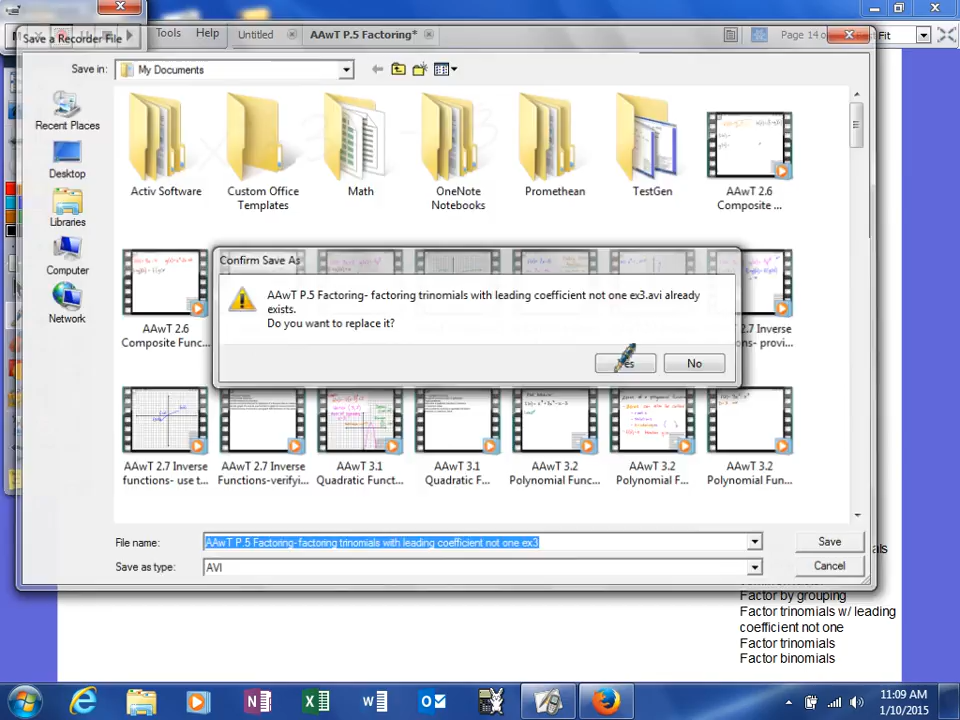 Save a Recorder File
Tools Help Untitled AAwT P.5 Factoring* Page 14 o Fit
Save in: My Documents
Recent Places
Desktop
Libraries
Computer
Network
Activ Software
Custom Office
Templates
Math
OneNote
Notebooks
Promethean
TestGen
AAwT 2.6
Composite ...
AAwT 2.6
Composite Func...
2.7 Inverse
ions- provi...
Confirm Save As
AAwT P.5 Factoring- factoring trinomials with leading coefficient not one ex3.avi already
exists.
Do you want to replace it?
Yes No
AAwT 2.7 Inverse
functions- use t...
AAwT 2.7 Inverse
Functions-verifyi...
AAwT 3.1
Quadratic Funct...
AAwT 3.1
Quadratic F...
AAwT 3.2
Polynomial Func...
AAwT 3.2
Polynomial F...
AAwT 3.2
Polynomial Fun...
File name: AAwT P.5 Factoring- factoring trinomials with leading coefficient not one ex3 Save
Save as type: AVI Cancel
Factor by grouping
Factor trinomials w/ leading
coefficient not one
Factor trinomials
Factor binomials
11:09 AM
1/10/2015